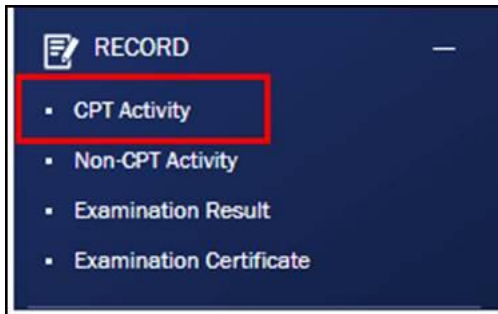 RECORD
CPT Activity
Non-CPT Activity
Examination Result
Examination Certificate